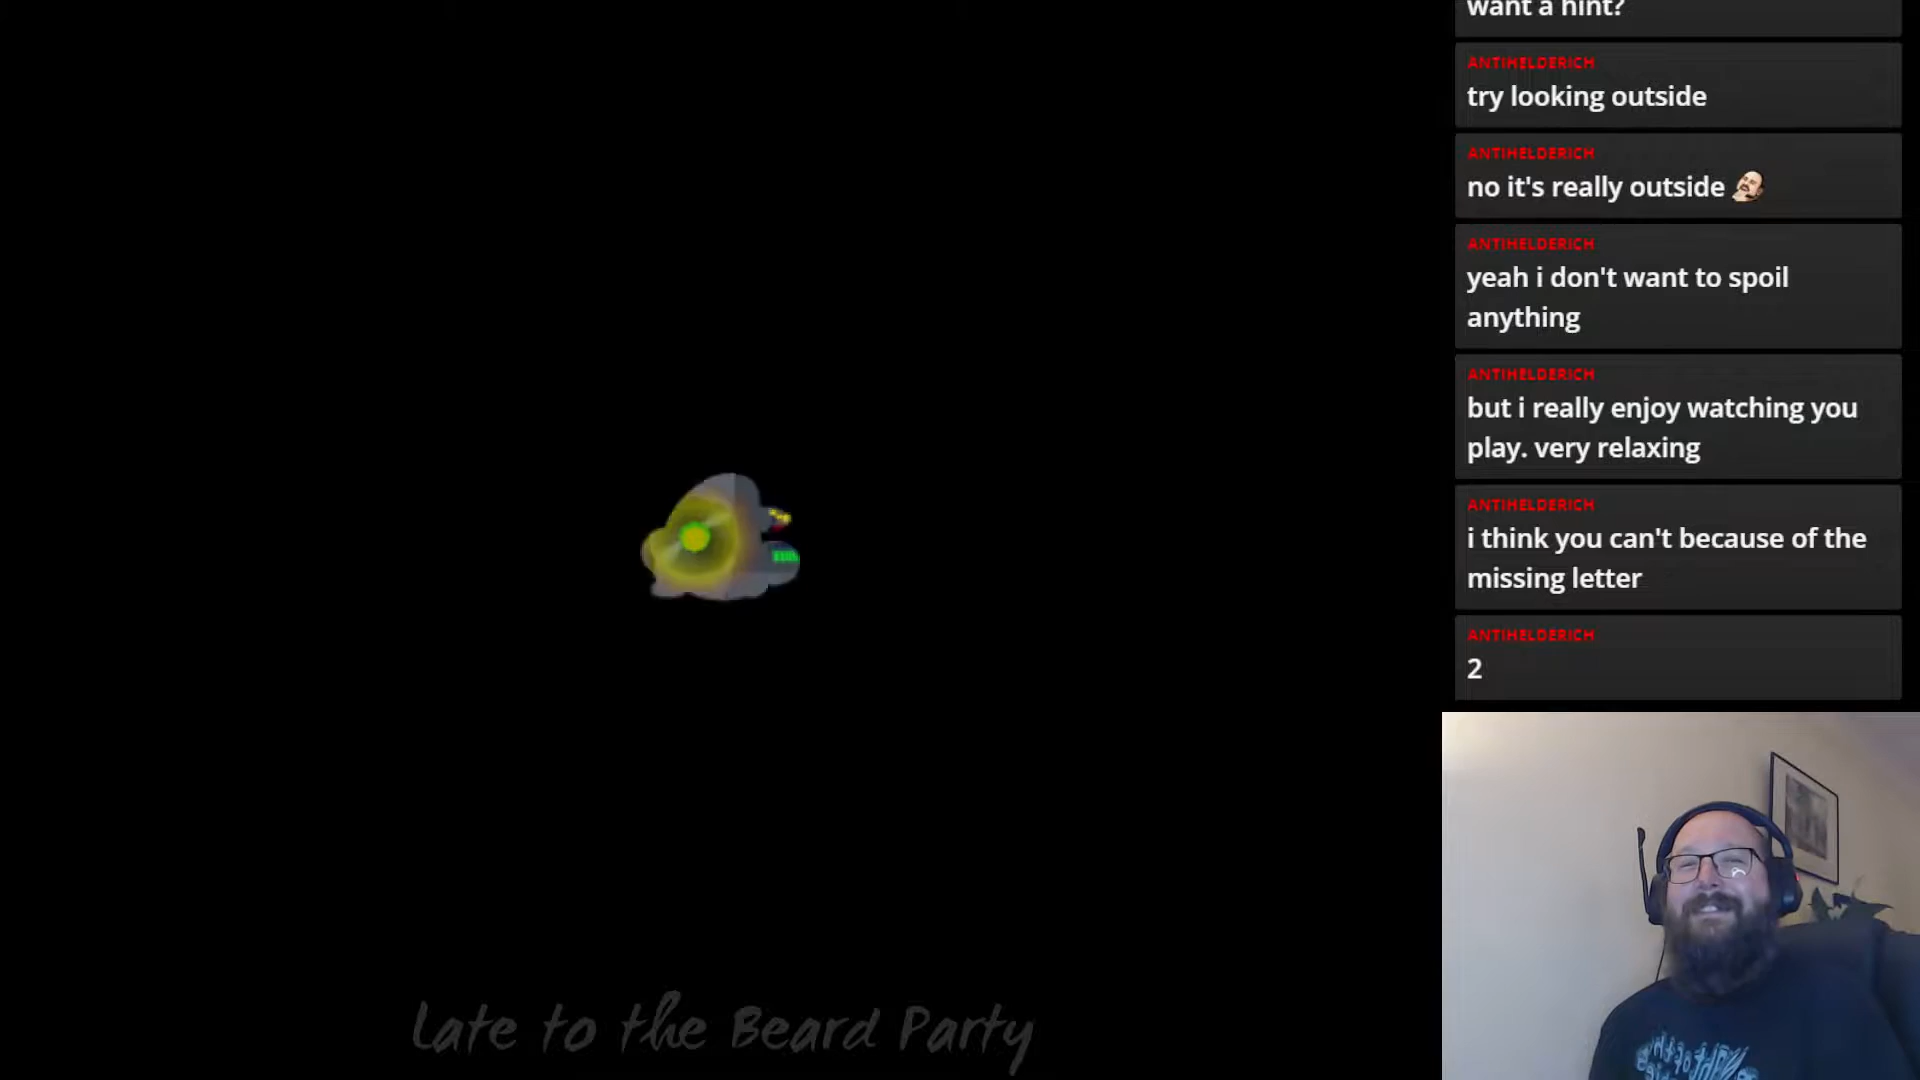 want a hint?
ANTIHELDERICH
try looking outside
ANTIHELDERICH
no it's really outside
ANTIHELDERICH
yeah i don't want to spoil
anything
ANTIHELDERICH
but i really enjoy watching you
play. very relaxing
ANTIHELDERICH
i think you can't because of the
missing letter
ANTIHELDERICH
2
Late to the Beard Party